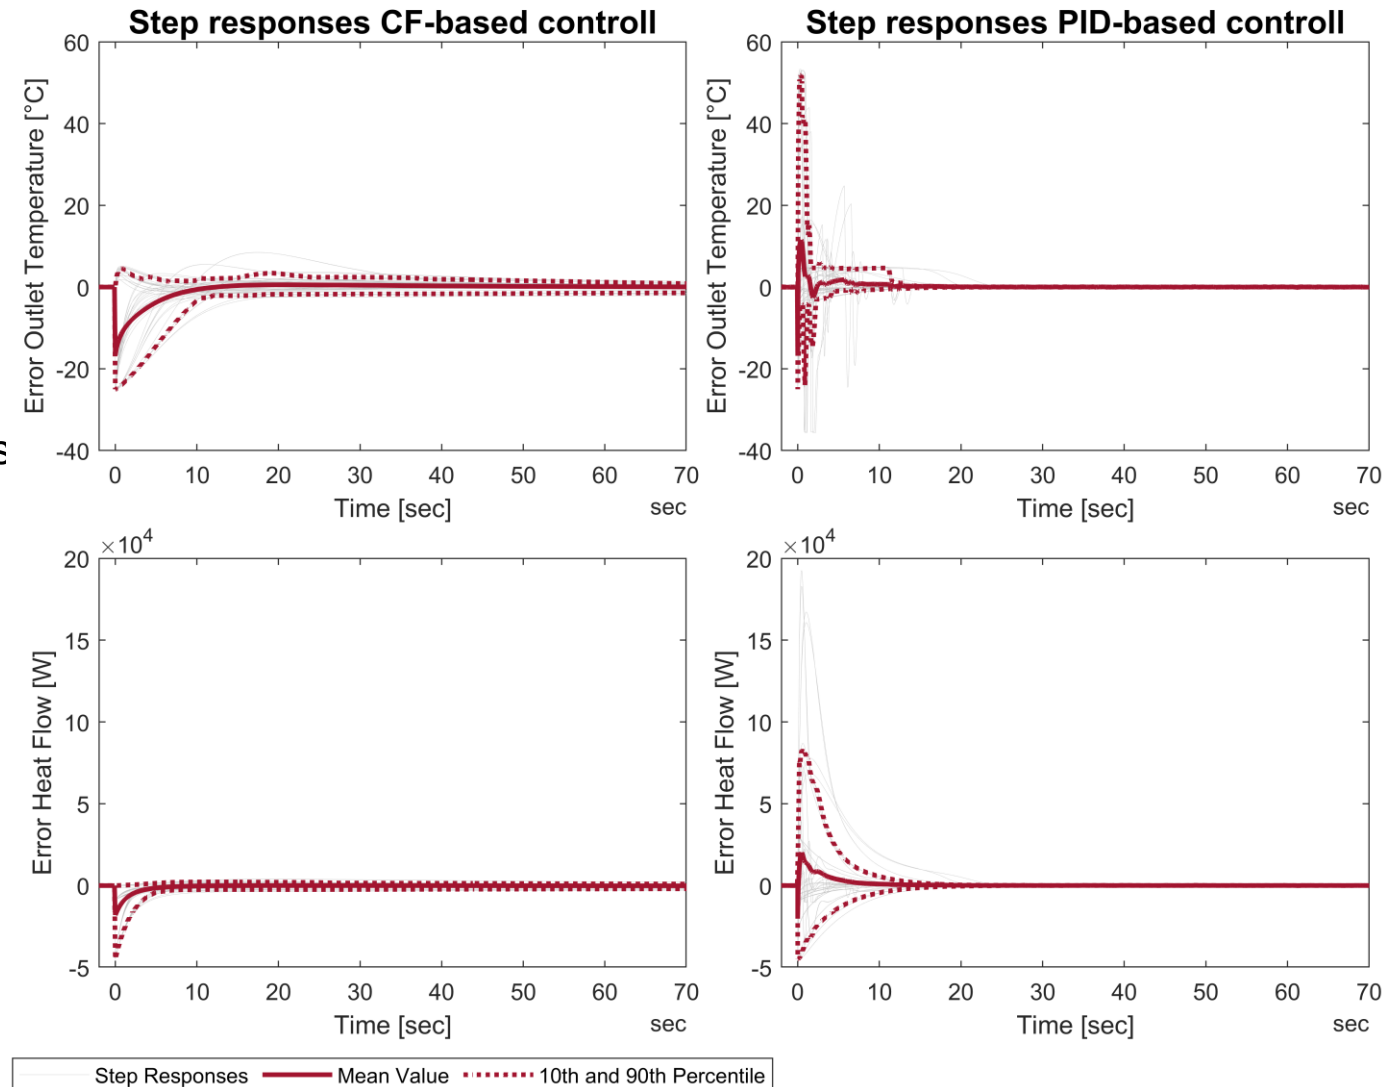 Step responses CF-based controll
60
40
20
0
-20
-40
Error Outlet Temperature [°C]
0 10 20 30 40 50 60 70
Time [sec]
sec
Step responses PID-based controll
60
40
20
0
-20
-40
Error Outlet Temperature [°C]
0 10 20 30 40 50 60 70
Time [sec]
sec
s
×10⁴
20
15
10
5
0
-5
Error Heat Flow [W]
0 10 20 30 40 50 60 70
Time [sec]
sec
×10⁴
20
15
10
5
0
-5
Error Heat Flow [W]
0 10 20 30 40 50 60 70
Time [sec]
sec
Step Responses Mean Value 10th and 90th Percentile